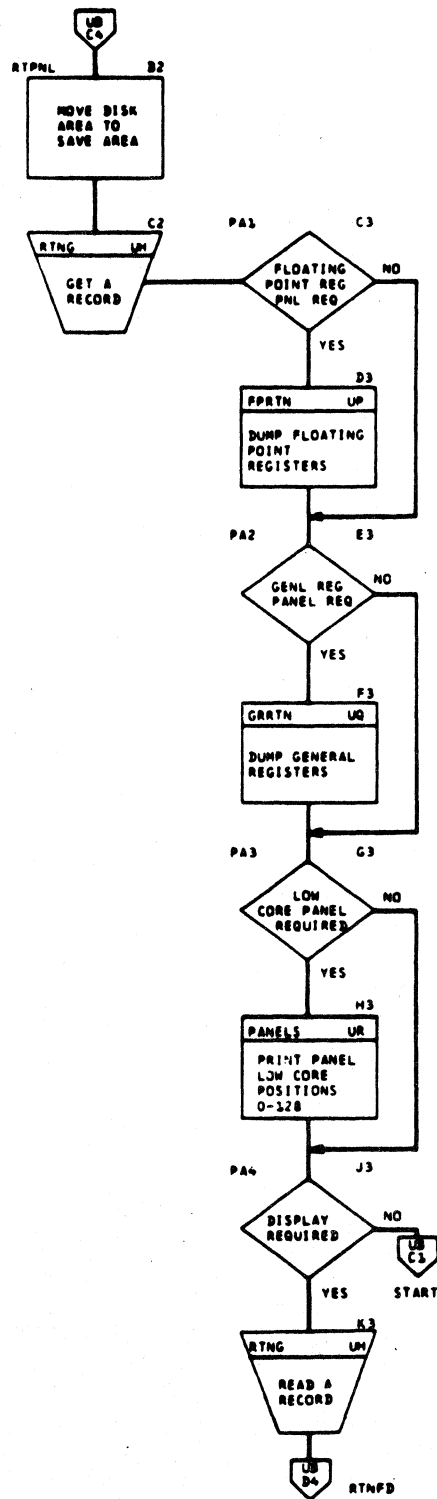 UB
C4
RTPNL B2
MOVE DISK
AREA TO
SAVE AREA
C2
RTNG UH
GET A
RECORD
PA1 C3
FLOATING
POINT REG
PNL REQ
NO
YES
D3
FPRTN UP
DUMP FLOATING
POINT
REGISTERS
PA2 E3
GENL REG
PANEL REQ
NO
YES
F3
GRRTN UQ
DUMP GENERAL
REGISTERS
PA3 G3
LOW
CORE PANEL
REQUIRED
NO
YES
H3
PANELS UR
PRINT PANEL
LOW CORE
POSITIONS
0-128
PA4 J3
DISPLAY
REQUIRED
NO
UB
C1
START
YES
K3
RTNG UH
READ A
RECORD
UB
D4
RTNFD